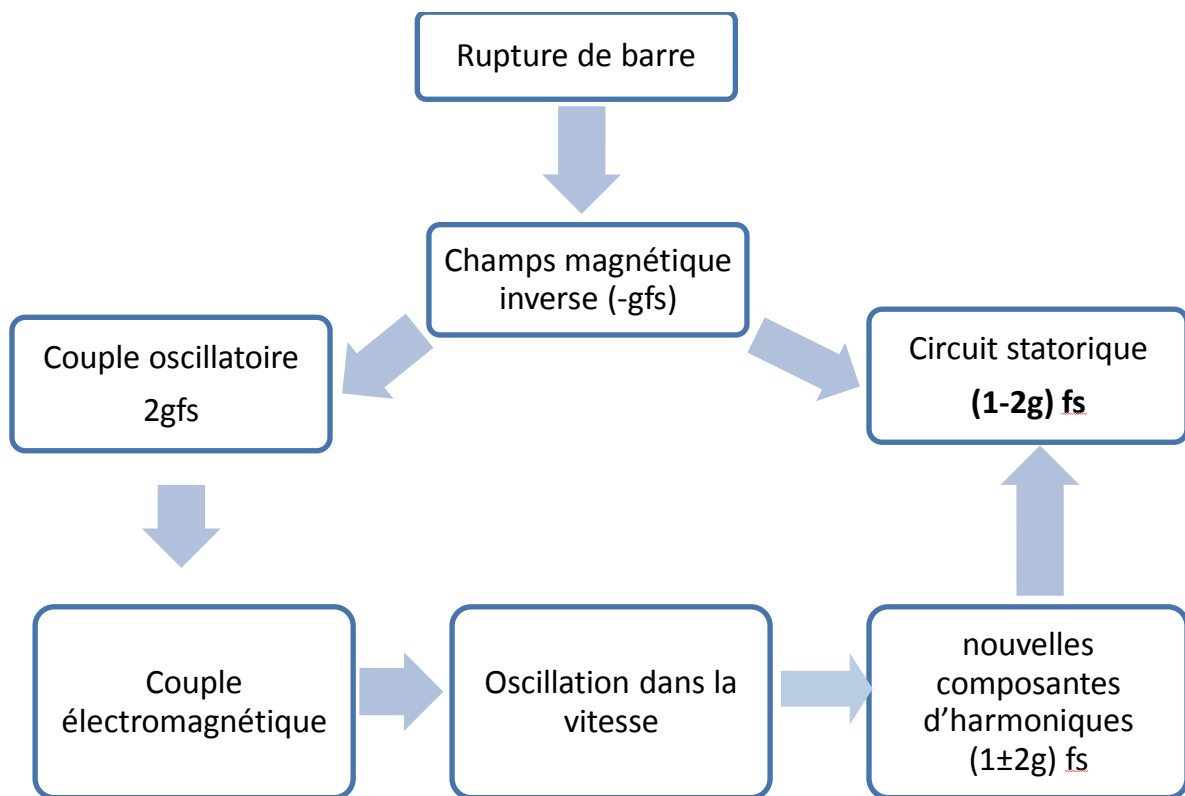 Rupture de barre
Champs magnétique
inverse (-gfs)
Couple oscillatoire
2gfs
Circuit statorique
(1-2g) fs
Couple
électromagnétique
Oscillation dans la
vitesse
nouvelles
composantes
d’harmoniques
(1±2g) fs